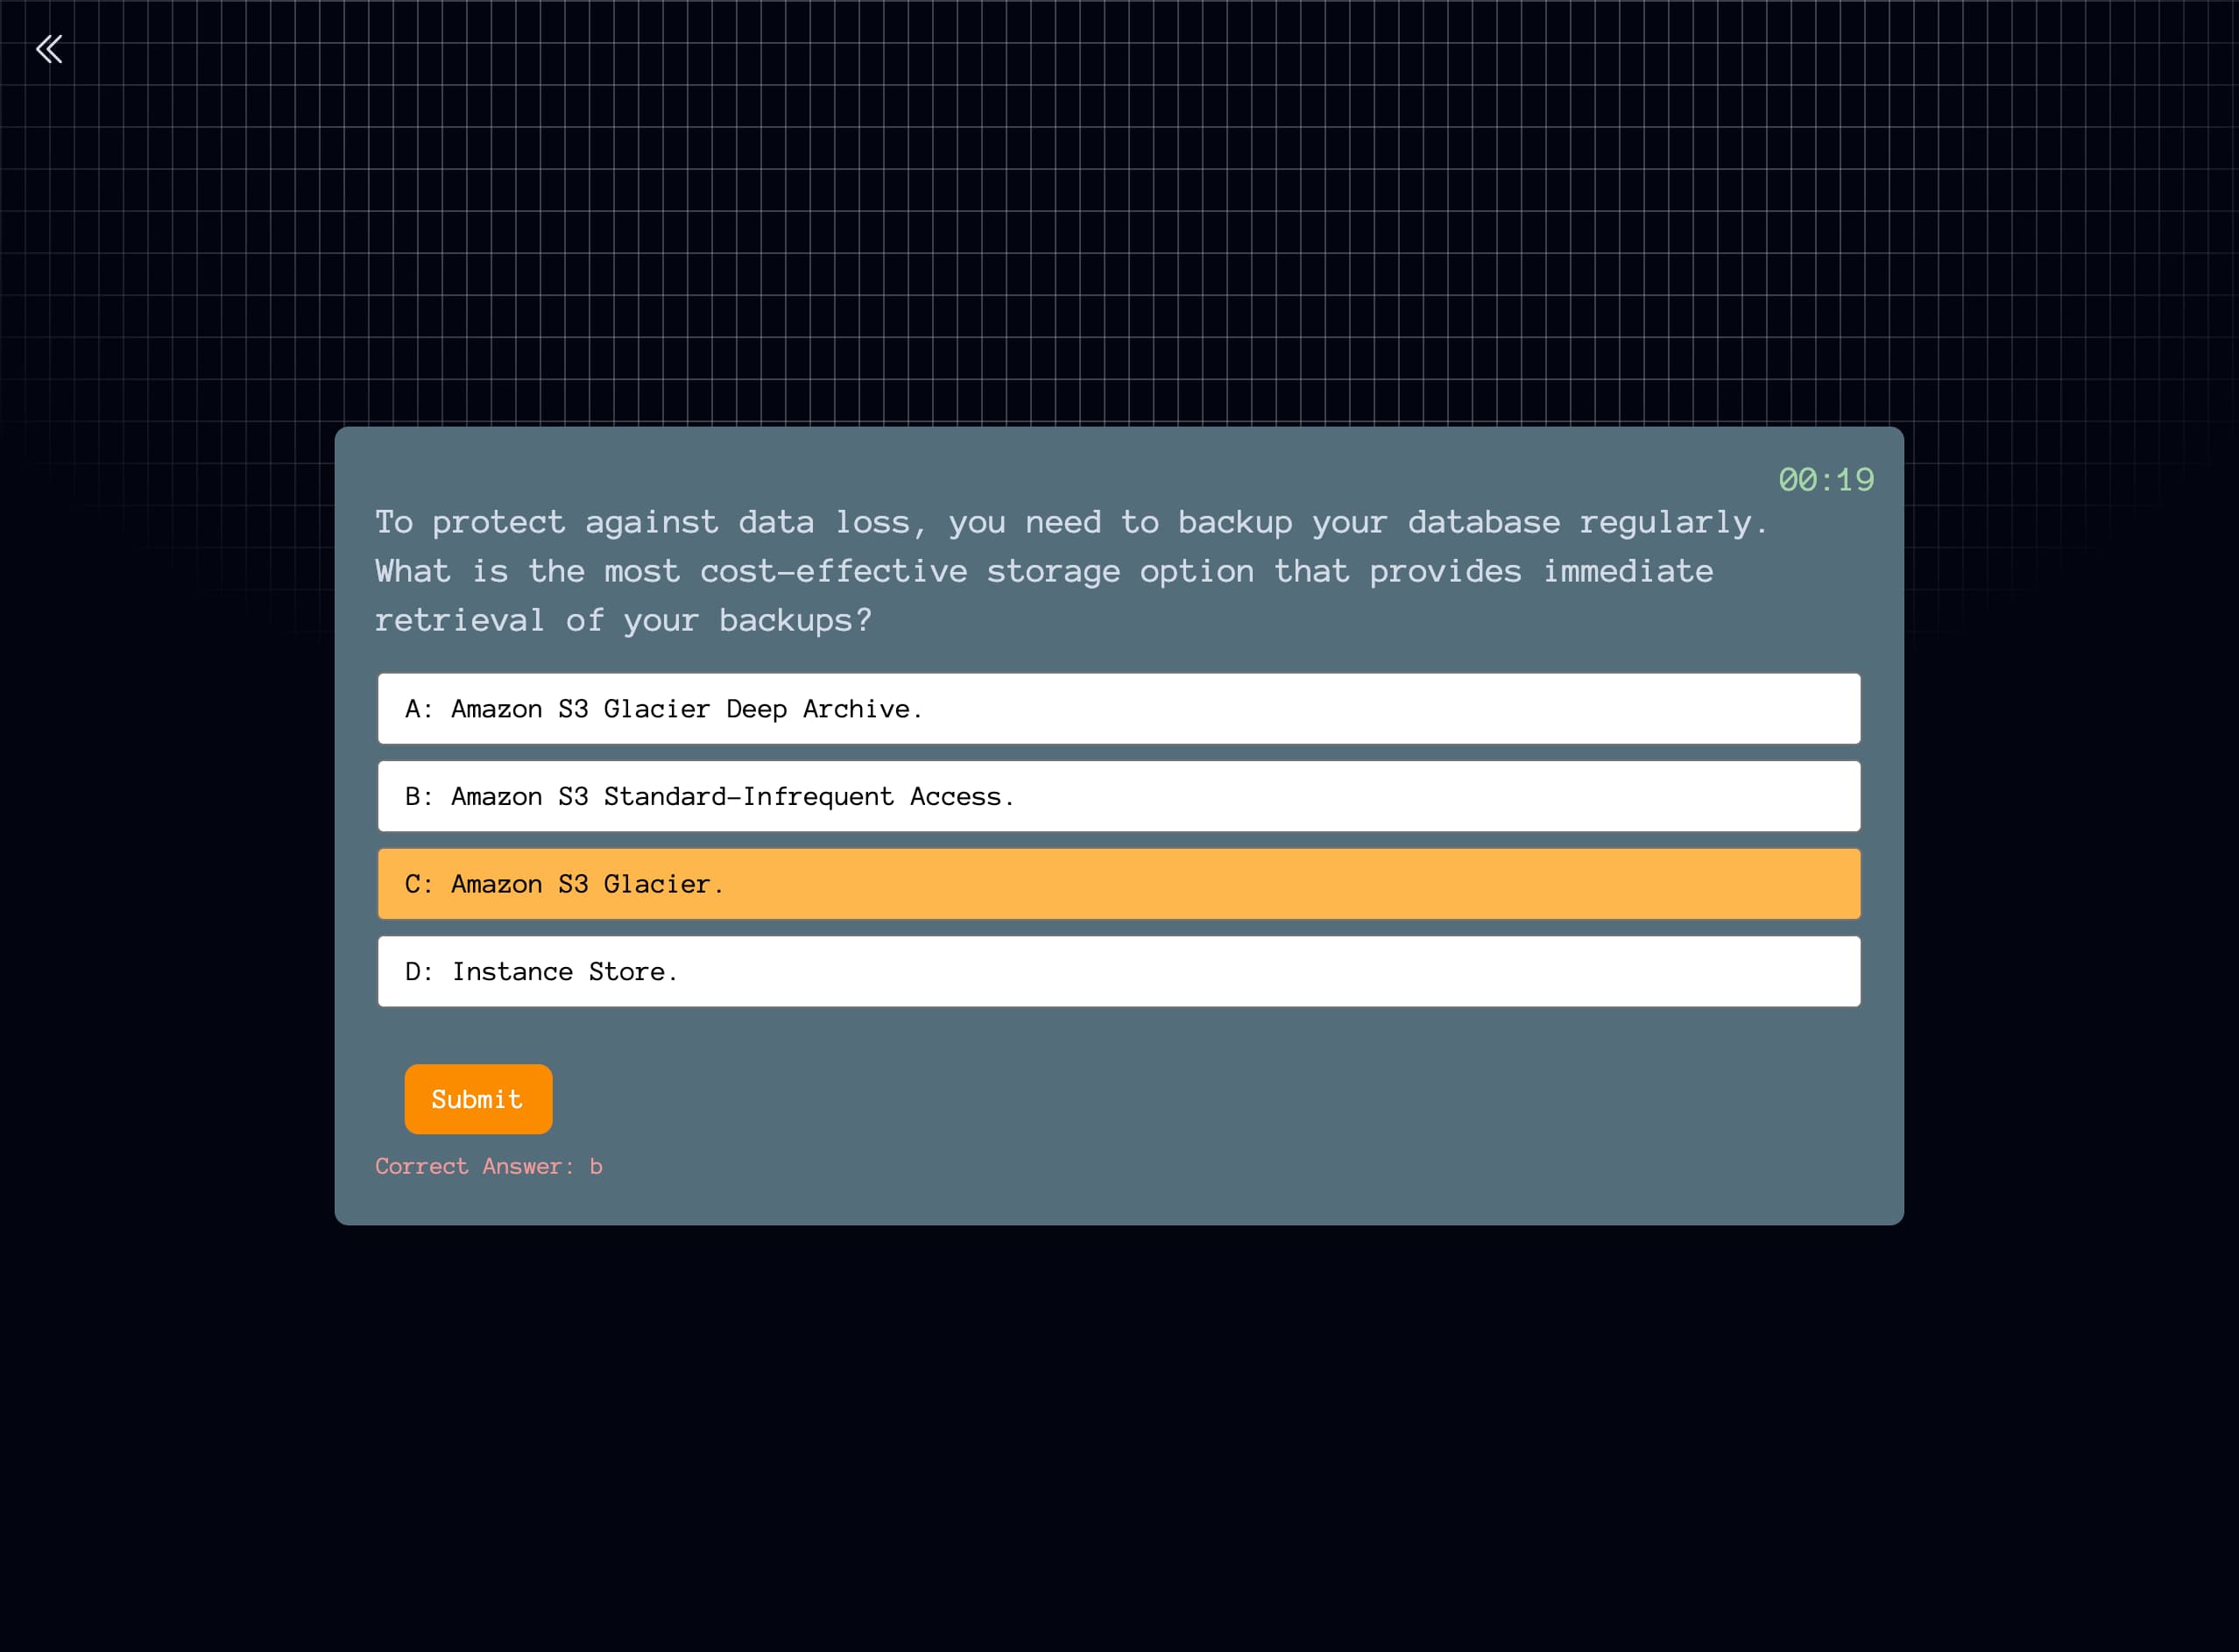 00:19
To protect against data loss, you need to backup your database regularly.
What is the most cost-effective storage option that provides immediate
retrieval of your backups?
A: Amazon S3 Glacier Deep Archive.
B: Amazon S3 Standard-Infrequent Access.
C: Amazon S3 Glacier.
D: Instance Store.
Submit
Correct Answer: b